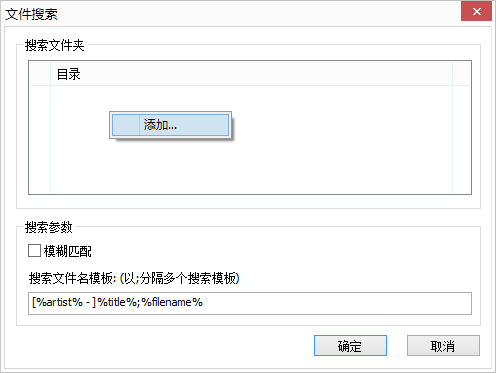 文件搜索
搜索文件夹
目录
添加...
搜索参数
模糊匹配
搜索文件名模板: (以;分隔多个搜索模板)
[%artist% - ]%title%;%filename%
确定
取消